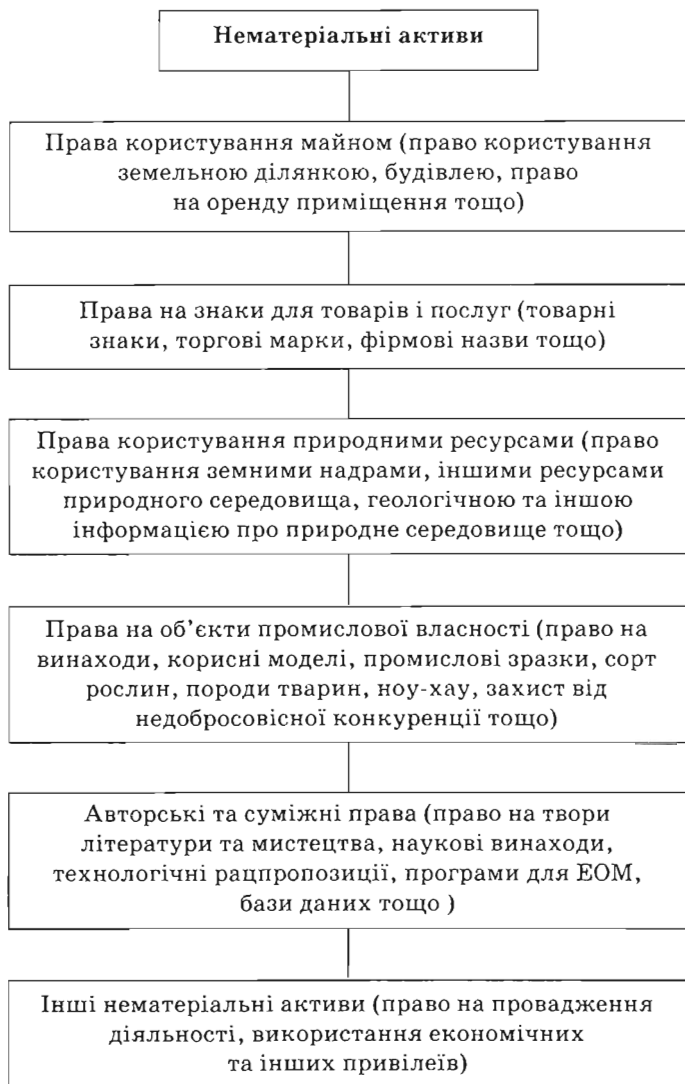 Нематеріальні активи
Права користування майном (право користування
земельною ділянкою, будівлею, право
на оренду приміщення тощо)
Права на знаки для товарів і послуг (товарні
знаки, торгові марки, фірмові назви тощо)
Права користування природними ресурсами (право
користування земними надрами, іншими ресурсами
природного середовища, геологічною та іншою
інформацією про природне середовище тощо)
Права на об’єкти промислової власності (право на
винаходи, корисні моделі, промислові зразки, сорт
рослин, породи тварин, ноу-хау, захист від
недобросовісної конкуренції тощо)
Авторські та суміжні права (право на твори
літератури та мистецтва, наукові винаходи,
технологічні рацпропозиції, програми для ЕОМ,
бази даних тощо )
Інші нематеріальні активи (право на провадження
діяльності, використання економічних
та інших привілеїв)